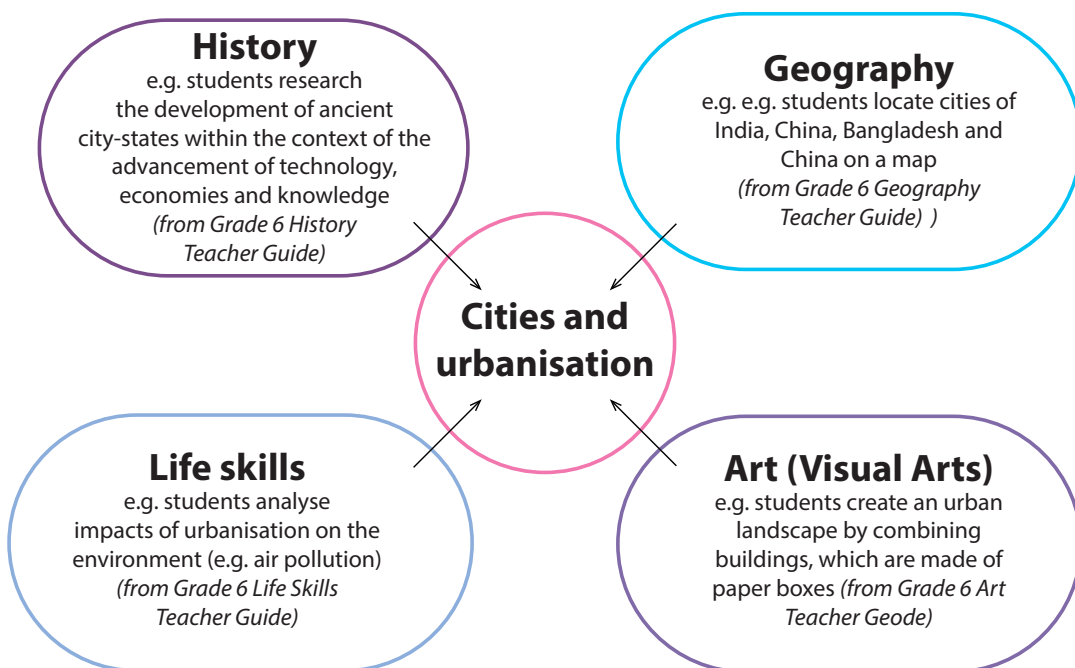 History
e.g. students research
the development of ancient
city-states within the context of the
advancement of technology,
economies and knowledge
(from Grade 6 History
Teacher Guide)
Geography
e.g. e.g. students locate cities of
India, China, Bangladesh and
China on a map
(from Grade 6 Geography
Teacher Guide) )
Cities and
urbanisation
Life skills
e.g. students analyse
impacts of urbanisation on the
environment (e.g. air pollution)
(from Grade 6 Life Skills
Teacher Guide)
Art (Visual Arts)
e.g. students create an urban
landscape by combining
buildings, which are made of
paper boxes (from Grade 6 Art
Teacher Geode)